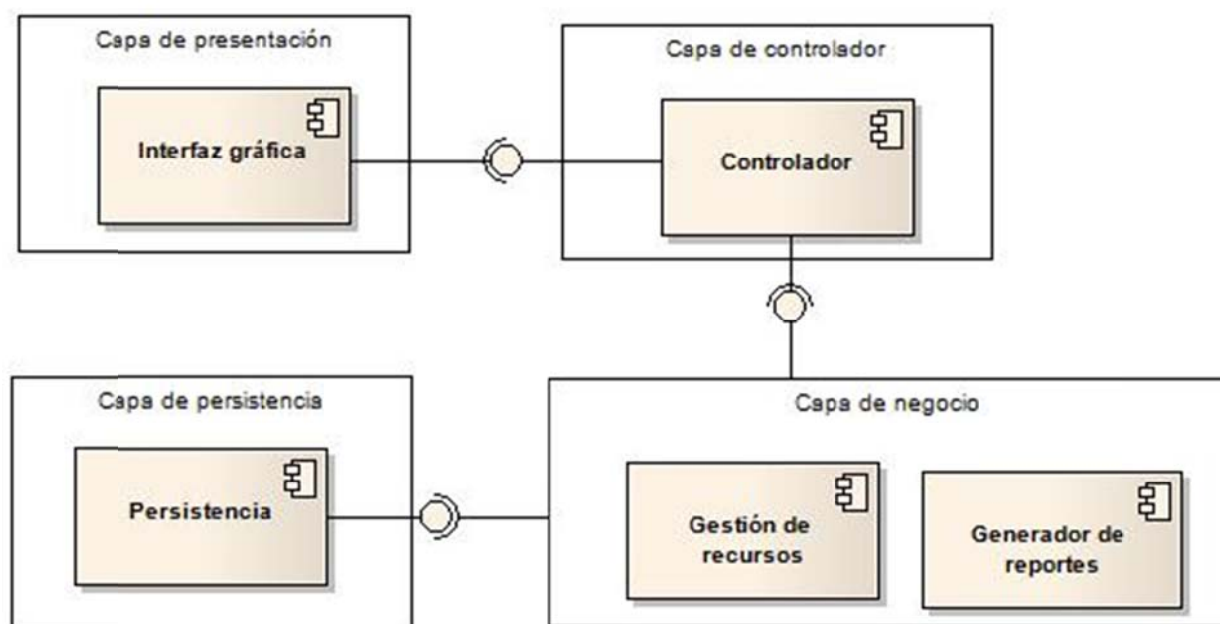 Capa de presentación
Interfaz gráfica
Capa de controlador
Controlador
Capa de persistencia
Persistencia
Capa de negocio
Gestión de
recursos
Generador de
reportes